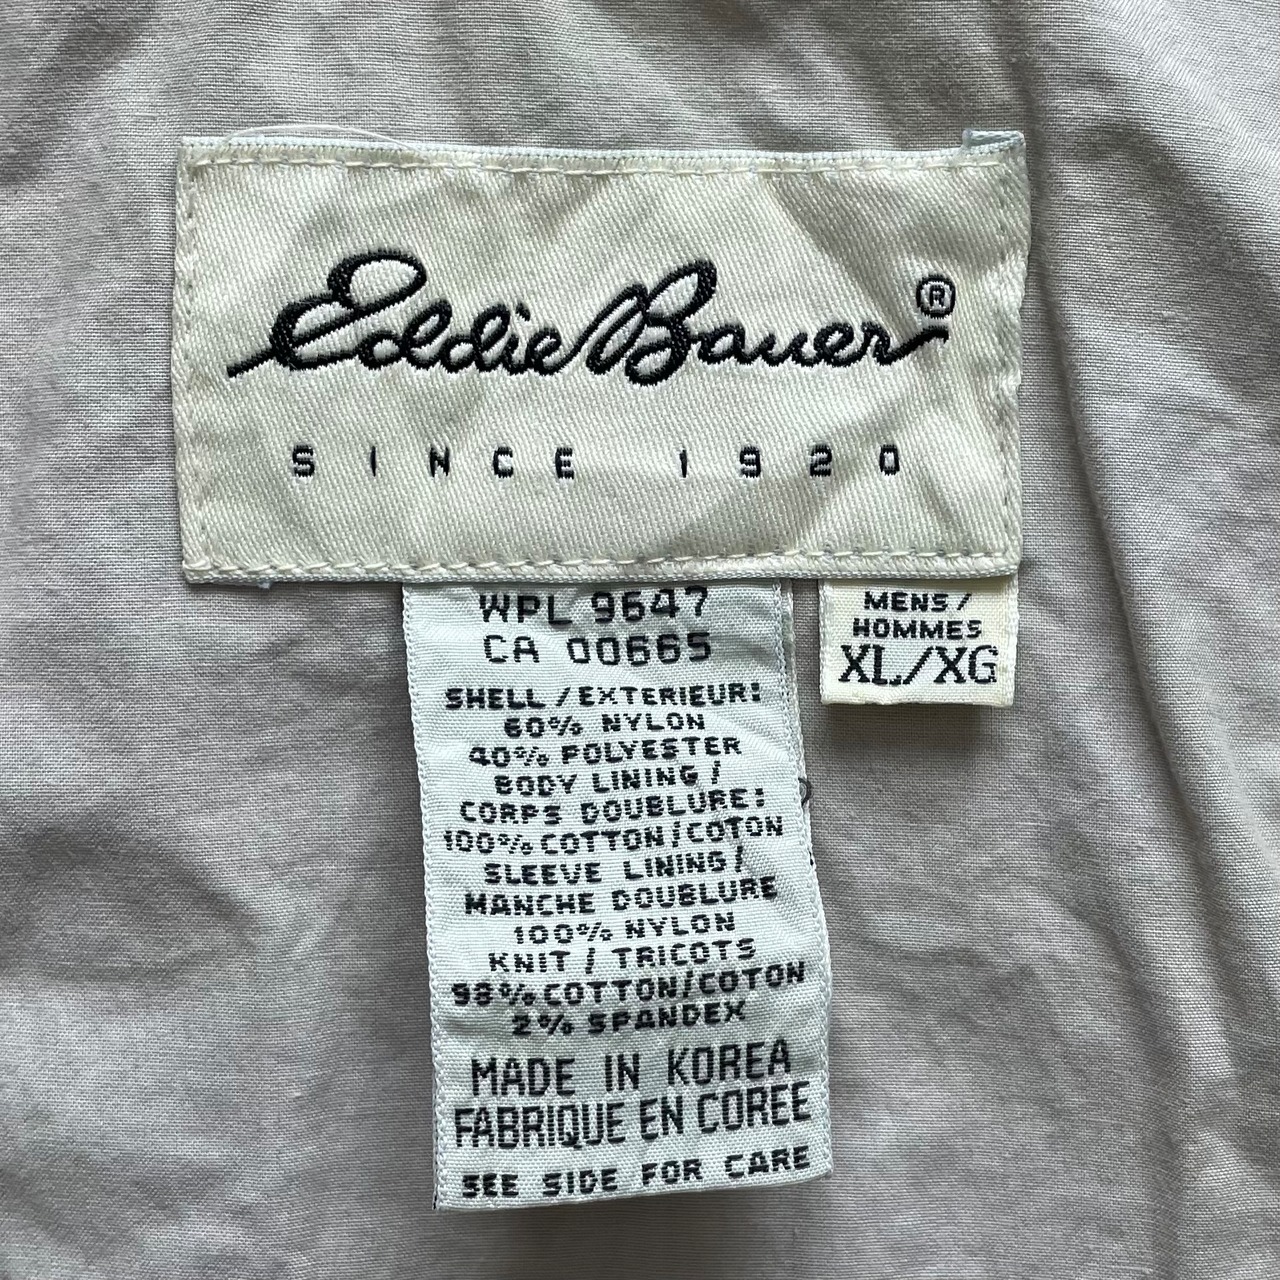 Eddie Bauer®
SINCE 1920
WPL 9647
CA 00665
SHELL/EXTERIEUR:
60% NYLON
40% POLYESTER
BODY LINING/
CORPS DOUBLURE:
100% COTTON/COTON
SLEEVE LINING/
MANCHE DOUBLURE
100% NYLON
KNIT/TRICOTS
98% COTTON/COTON
2% SPANDEX
MADE IN KOREA
FABRIQUE EN COREE
SEE SIDE FOR CARE
MENS/
HOMMES
XL/XG